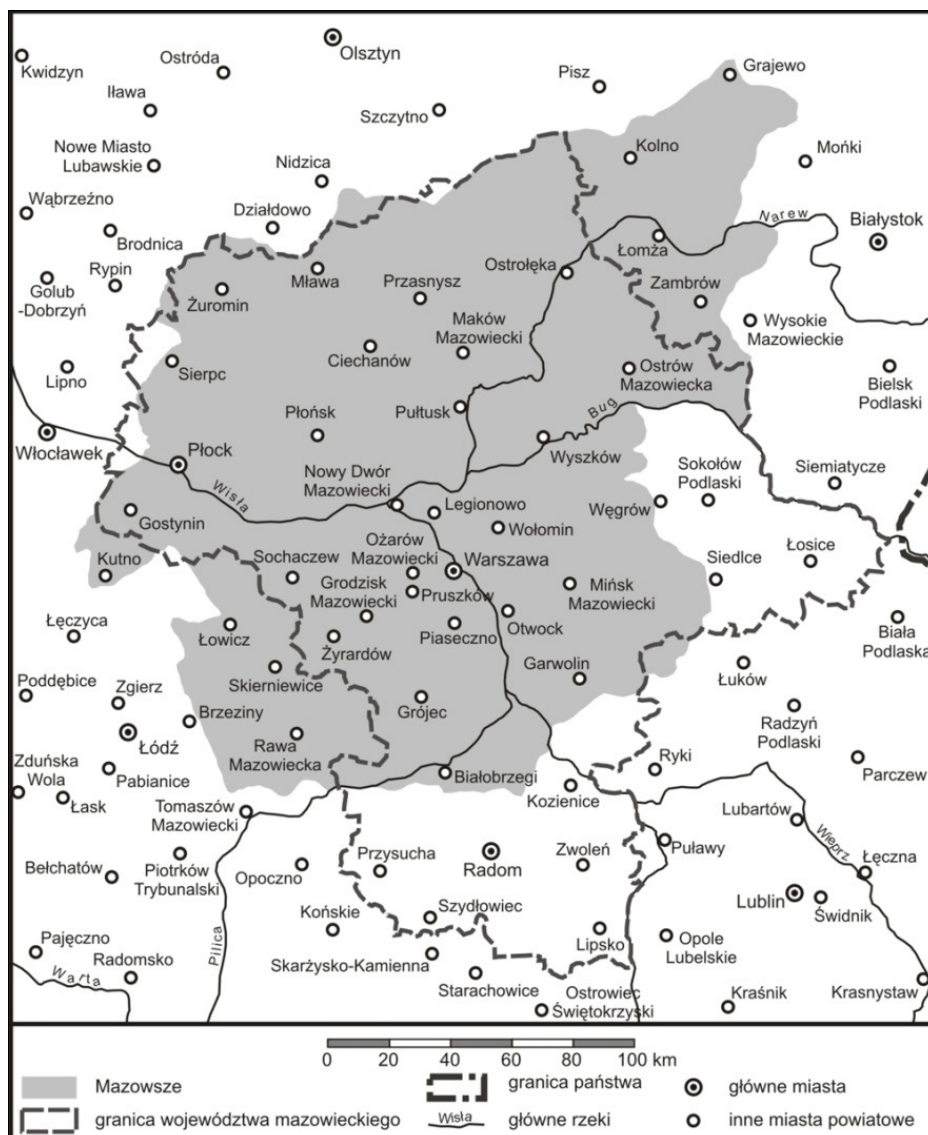 Olsztyn
Kwidzyn
Ostróda
Pisz
Grajewo
Iława
Szczytno
Nowe Miasto
Lubawskie
Nidzica
Kolno
Mońki
Wąbrzeźno
Działdowo
Narew
Białystok
Brodnica
Rypin
Golub
-Dobrzyń
Mława
Ostrołęka
Łomża
Żuromin
Przasnysz
Zambrów
Maków
Mazowiecki
Wysokie
Mazowieckie
Lipno
Sierpc
Ciechanów
Ostrów
Mazowiecka
Bielsk
Podlaski
Płońsk
Pułtusk
Bug
Włocławek
Płock
Wyszków
Nowy Dwór
Mazowiecki
Sokołów
Podlaski
Siemiatycze
Wisła
Legionowo
Węgrów
Gostynin
Wołomin
Ożarów
Mazowiecki
Kutno
Sochaczew
Warszawa
Siedlce
Łosice
Grodzisk
Mazowiecki
Pruszków
Mińsk
Mazowiecki
Łęczyca
Łowicz
Piaseczno
Otwock
Biała
Podlaska
Żyrardów
Skierniewice
Garwolin
Łuków
Poddębice
Zgierz
Brzeziny
Grójec
Radzyń
Podlaski
Łódź
Rawa
Mazowiecka
Zduńska
Wola
Pabianice
Białobrzegi
Ryki
Parczew
Łask
Tomaszów
Mazowiecki
Kozienice
Lubartów
Wieprz
Bełchatów
Piotrków
Trybunalski
Opoczno
Przysucha
Radom
Zwoleń
Puławy
Łęczna
Lublin
Świdnik
Końskie
Szydłowiec
Lipsko
Opole
Lubelskie
Pajęczno
Radomsko
Pilica
Skarżysko-Kamienna
Warta
Starachowice
Ostrowiec
Świętokrzyski
Kraśnik
Krasnystaw
0 20 40 60 80 100 km
Mazowsze
granica państwa
główne miasta
granica województwa mazowieckiego
Wisła
główne rzeki
inne miasta powiatowe